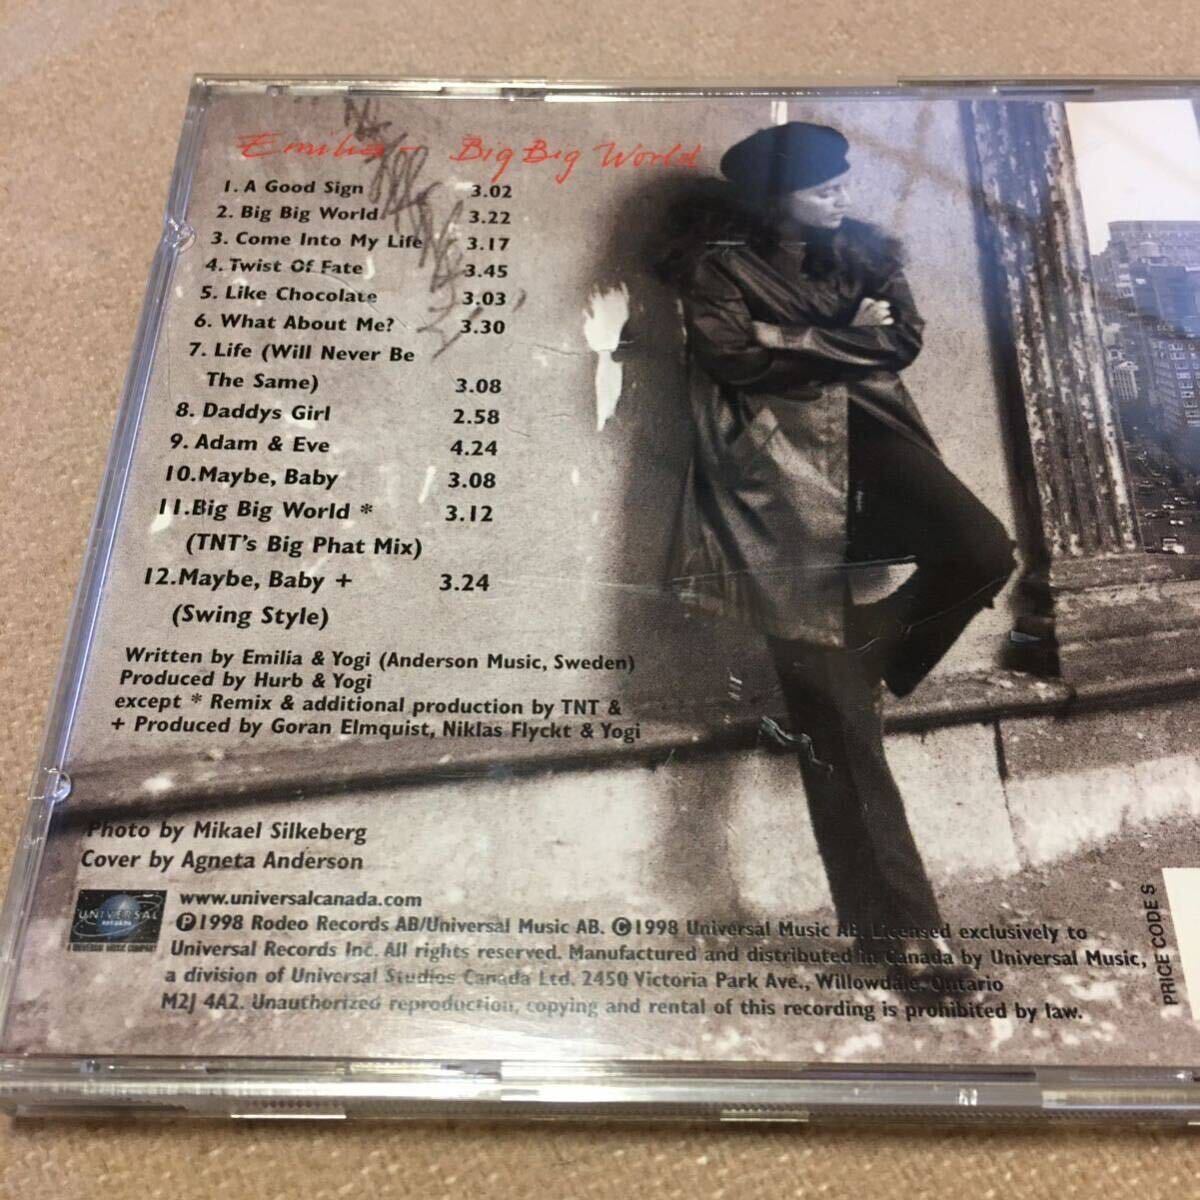 Emilia - Big Big World
1. A Good Sign 3.02
2. Big Big World 3.22
3. Come Into My Life 3.17
4. Twist Of Fate 3.45
5. Like Chocolate 3.03
6. What About Me? 3.30
7. Life (Will Never Be
The Same) 3.08
8. Daddys Girl 2.58
9. Adam & Eve 4.24
10. Maybe, Baby 3.08
11. Big Big World * 3.12
(TNT's Big Phat Mix)
12. Maybe, Baby + 3.24
(Swing Style)
Written by Emilia & Yogi (Anderson Music, Sweden)
Produced by Hurb & Yogi
except * Remix & additional production by TNT &
+ Produced by Goran Elmquist, Niklas Flyckt & Yogi
Photo by Mikael Silkeberg
Cover by Agneta Anderson
UNIVERSAL
RECORDS
A UNIVERSAL MUSIC COMPANY
www.universalcanada.com
℗1998 Rodeo Records AB/Universal Music AB. ©1998 Universal Music AB. Licensed exclusively to
Universal Records Inc. All rights reserved. Manufactured and distributed in Canada by Universal Music,
a division of Universal Studios Canada Ltd. 2450 Victoria Park Ave., Willowdale, Ontario
M2J 4A2. Unauthorized reproduction, copying and rental of this recording is prohibited by law.
PRICE CODE S